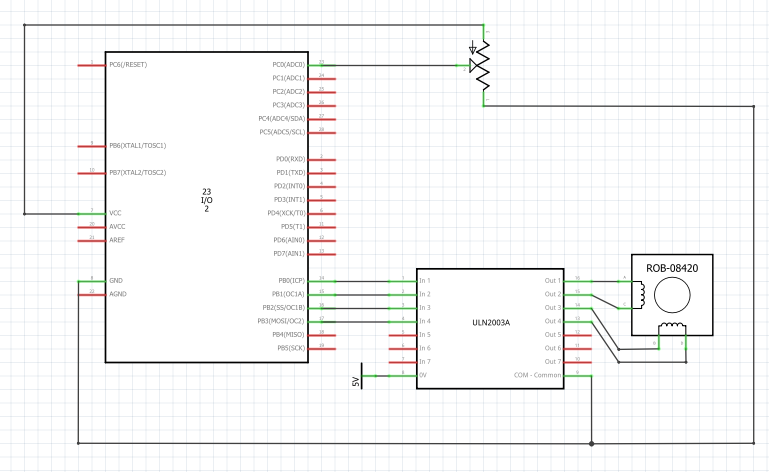 PC6(/RESET)
PB6(XTAL1/TOSC1)
PB7(XTAL2/TOSC2)
VCC
AVCC
AREF
GND
AGND
23
I/O
2
PC0(ADC0)
PC1(ADC1)
PC2(ADC2)
PC3(ADC3)
PC4(ADC4/SDA)
PC5(ADC5/SCL)
PD0(RXD)
PD1(TXD)
PD2(INT0)
PD3(INT1)
PD4(XCK/T0)
PD5(T1)
PD6(AIN0)
PD7(AIN1)
PB0(ICP)
PB1(OC1A)
PB2(SS/OC1B)
PB3(MOSI/OC2)
PB4(MISO)
PB5(SCK)
5V
In 1
In 2
In 3
In 4
In 5
In 6
In 7
0V
ULN2003A
Out 1
Out 2
Out 3
Out 4
Out 5
Out 6
Out 7
COM - Common
ROB-08420